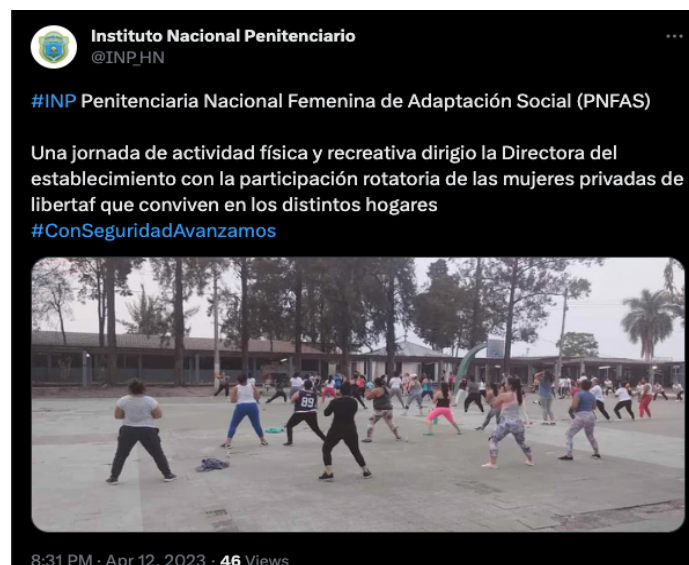 Instituto Nacional Penitenciario
@INP_HN
#INP Penitenciaria Nacional Femenina de Adaptación Social (PNFAS)
Una jornada de actividad física y recreativa dirigio la Directora del
establecimiento con la participación rotatoria de las mujeres privadas de
libertaf que conviven en los distintos hogares
#ConSeguridadAvanzamos
89
8:31 PM · Apr 12, 2023 · 46 Views